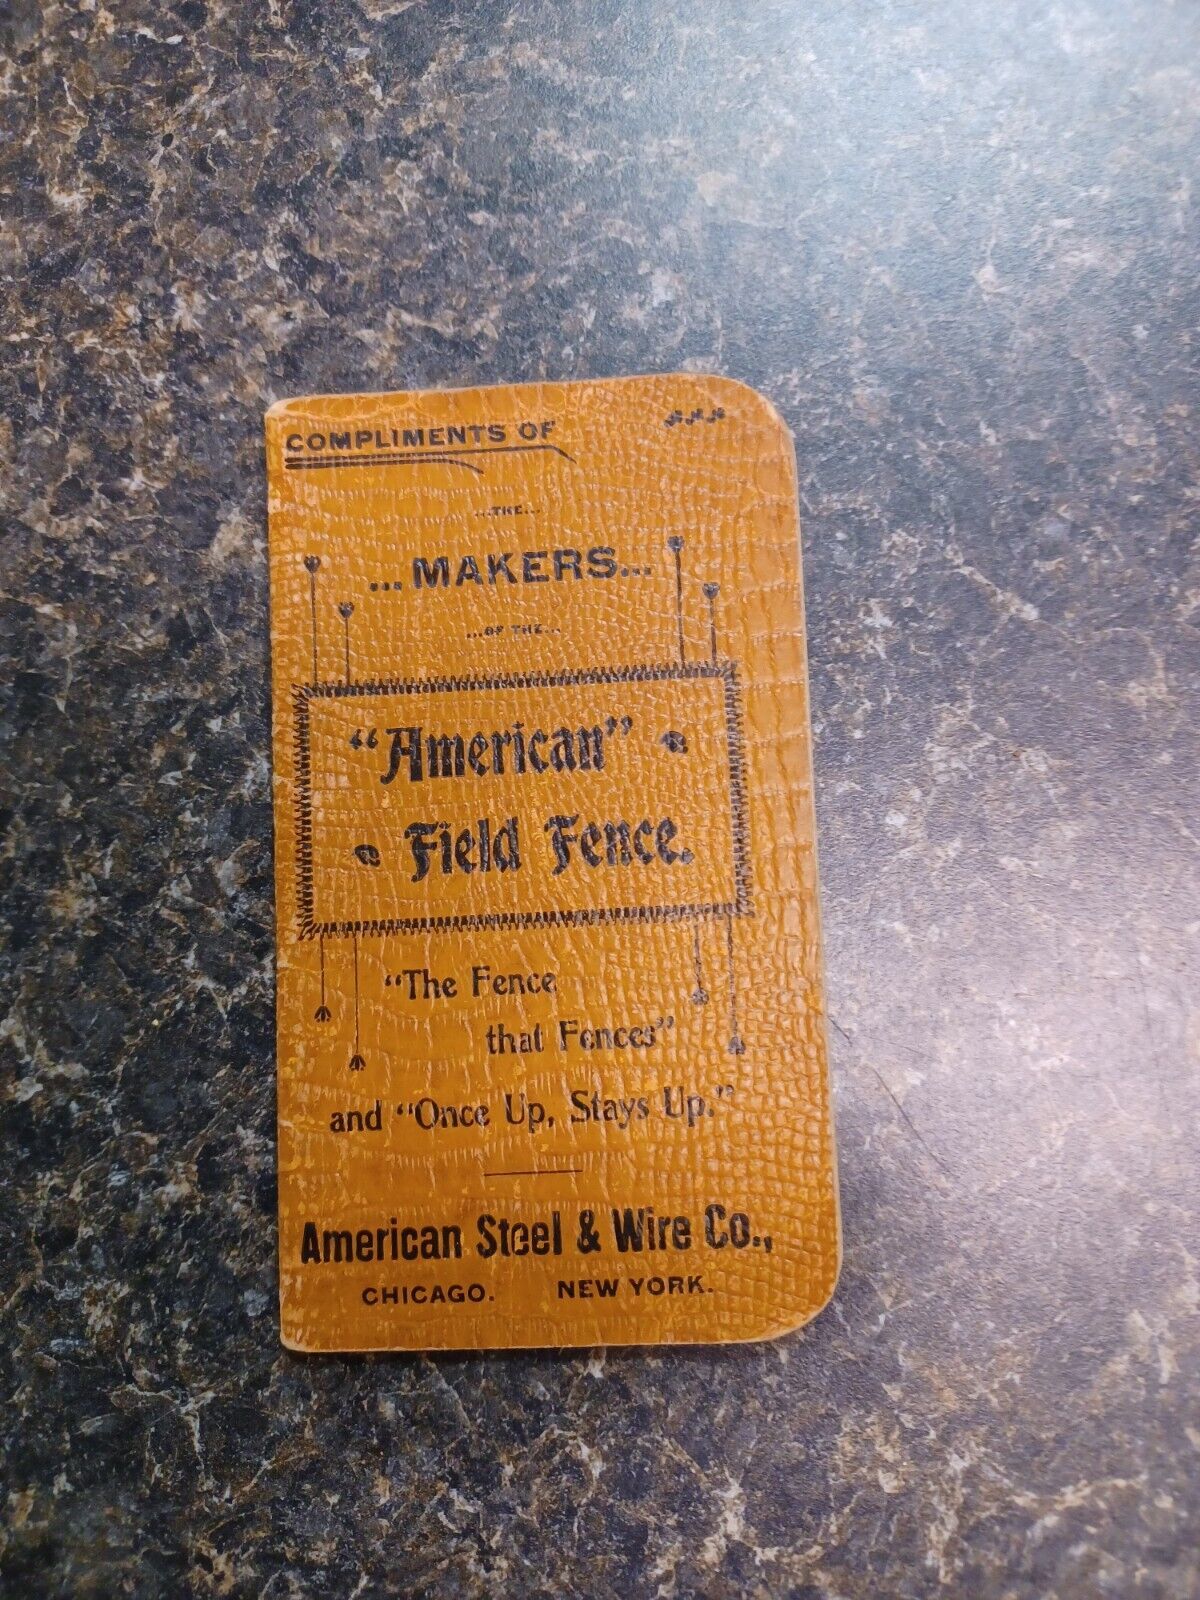 COMPLIMENTS OF
...THE...
...MAKERS...
...OF THE...
"American"
Field Fence.
"The Fence
that Fences"
and "Once Up, Stays Up."
American Steel & Wire Co.,
CHICAGO. NEW YORK.